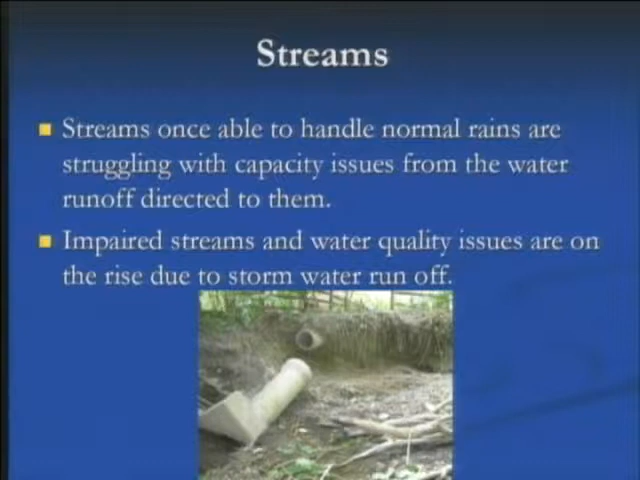 Streams
Streams once able to handle normal rains are
struggling with capacity issues from the water
runoff directed to them.
Impaired streams and water quality issues are on
the rise due to storm water run off.